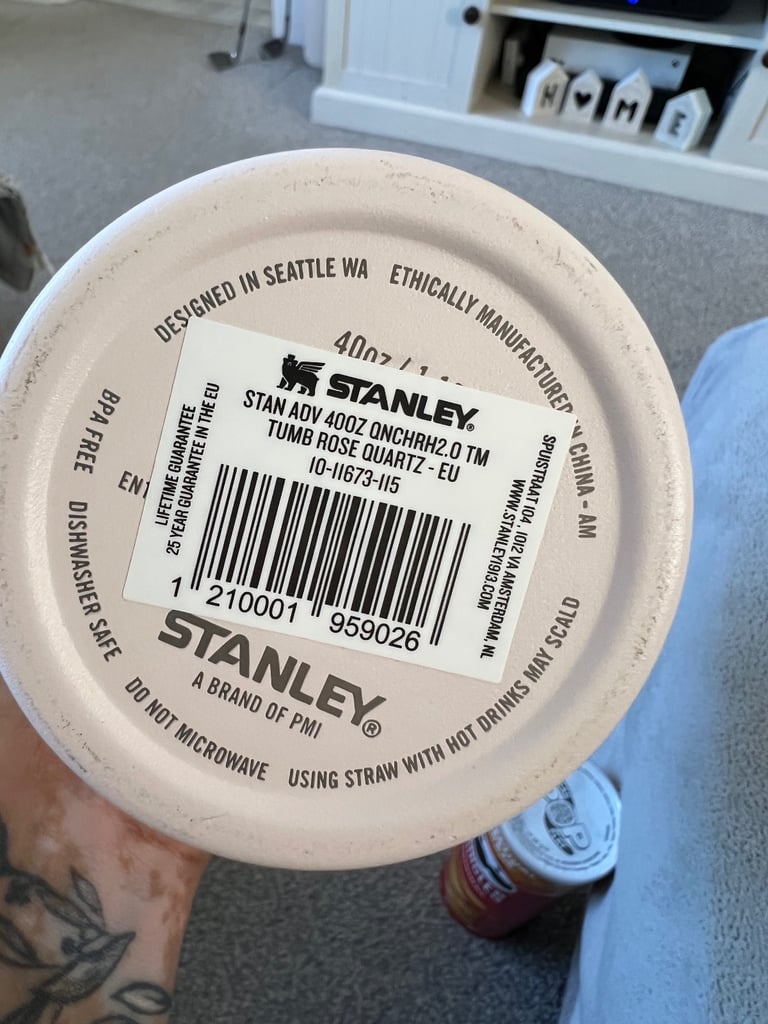 HOME
DESIGNED IN SEATTLE WA
ETHICALLY MANUFACTURED IN CHINA - AM
40oz /
STANLEY®
STAN ADV 40OZ QNCHRH2.0 TM
TUMB ROSE QUARTZ - EU
10-11673-115
LIFETIME GUARANTEE
25 YEAR GUARANTEE IN THE EU
SPUISTRAAT 104, 1012 VA AMSTERDAM, NL
WWW.STANLEY1913.COM
1 210001 959026
BPA FREE
DISHWASHER SAFE
STANLEY®
A BRAND OF PMI
DO NOT MICROWAVE
USING STRAW WITH HOT DRINKS MAY SCALD
POP